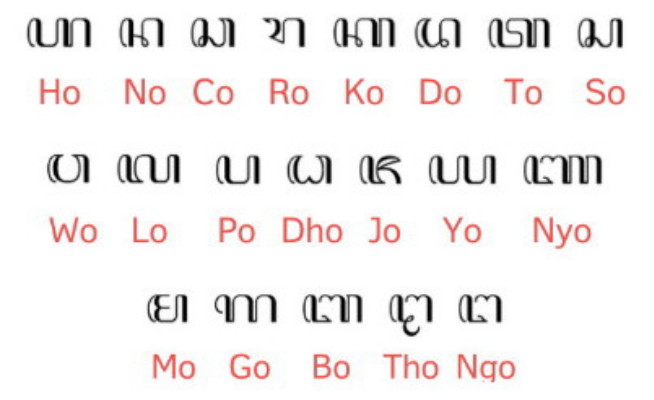 ꦲ ꦤ ꦕ ꦫ ꦏ ꦢ ꦠ ꦱ
Ho No Co Ro Ko Do To So
ꦮ ꦭ ꦥ ꦝ ꦗ ꦪ ꦚ
Wo Lo Po Dho Jo Yo Nyo
ꦩ ꦒ ꦧ ꦛ ꦔ
Mo Go Bo Tho Ngo